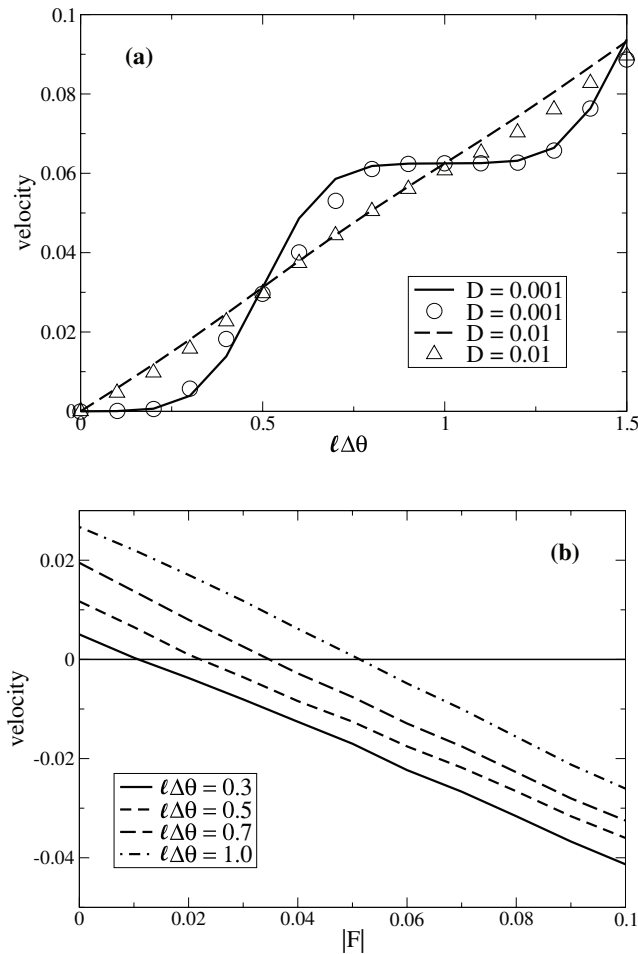 (a)
0.1
0.08
0.06
0.04
0.02
0
velocity
D = 0.001
D = 0.001
D = 0.01
D = 0.01
0 0.5 1 1.5
ℓΔθ
(b)
0.02
0
-0.02
-0.04
velocity
ℓΔθ = 0.3
ℓΔθ = 0.5
ℓΔθ = 0.7
ℓΔθ = 1.0
0 0.02 0.04 0.06 0.08 0.1
|F|